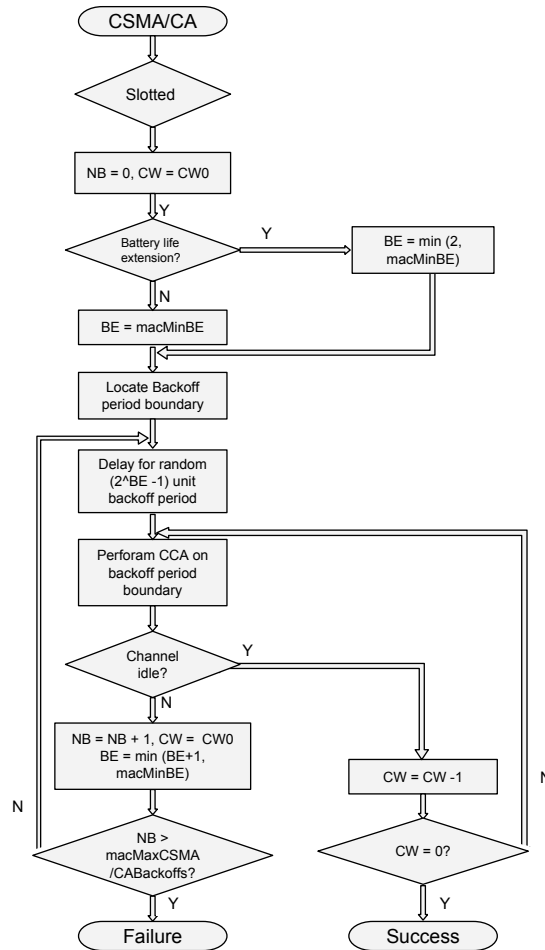 CSMA/CA
Slotted
NB = 0, CW = CW0
Y
Battery life
extension?
Y
BE = min (2,
macMinBE)
N
BE = macMinBE
Locate Backoff
period boundary
Delay for random
(2^BE -1) unit
backoff period
Perforam CCA on
backoff period
boundary
Channel
idle?
Y
N
NB = NB + 1, CW = CW0
BE = min (BE+1,
macMinBE)
CW = CW -1
N
N
NB >
macMaxCSMA
/CABackoffs?
CW = 0?
Y
Y
Failure
Success